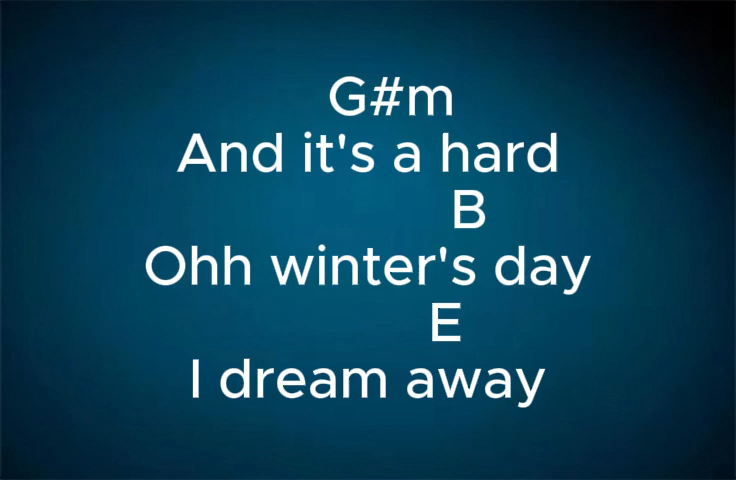 G#m
And it's a hard
B
Ohh winter's day
E
I dream away